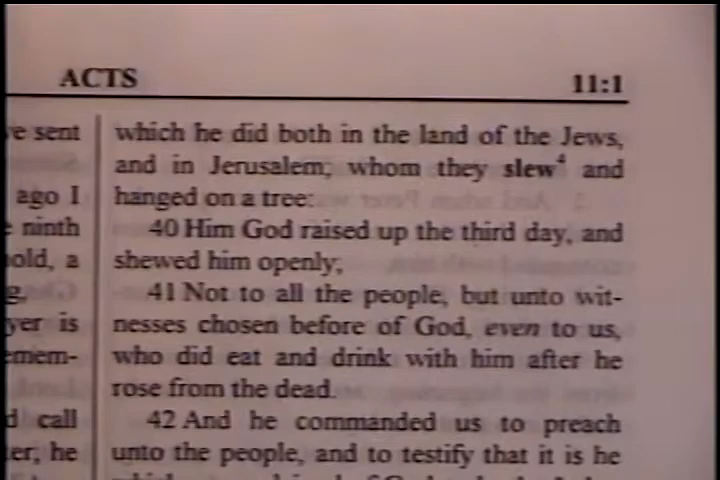 ACTS 11:1
e sent
ago I
ninth
old, a
g,
yer is
emem-
d call
er, he
which he did both in the land of the Jews,
and in Jerusalem; whom they slew4 and
hanged on a tree:
40 Him God raised up the third day, and
shewed him openly;
41 Not to all the people, but unto wit-
nesses chosen before of God, even to us,
who did eat and drink with him after he
rose from the dead.
42 And he commanded us to preach
unto the people, and to testify that it is he